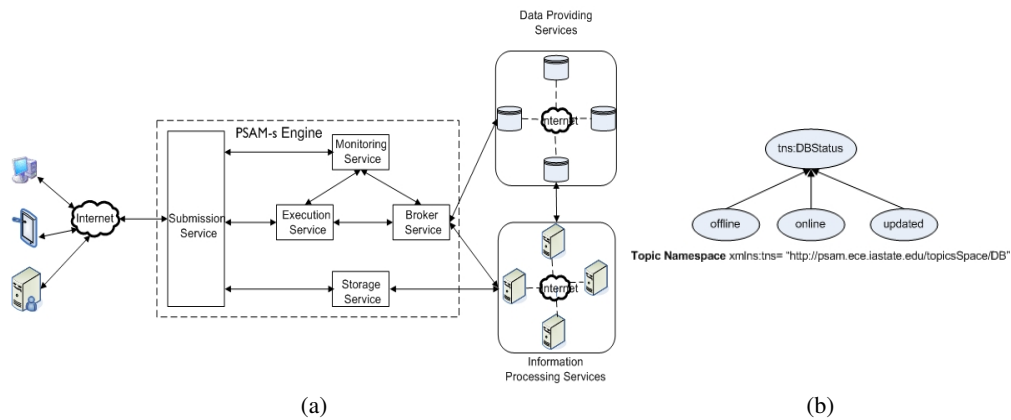 Data Providing
Services
Internet
PSAM-s Engine
Monitoring
Service
Internet
Submission
Service
Execution
Service
Broker
Service
Storage
Service
Internet
Information
Processing Services
(a)
tns:DBStatus
offline
online
updated
Topic Namespace xmlns:tns= "http://psam.ece.iastate.edu/topicsSpace/DB"
(b)